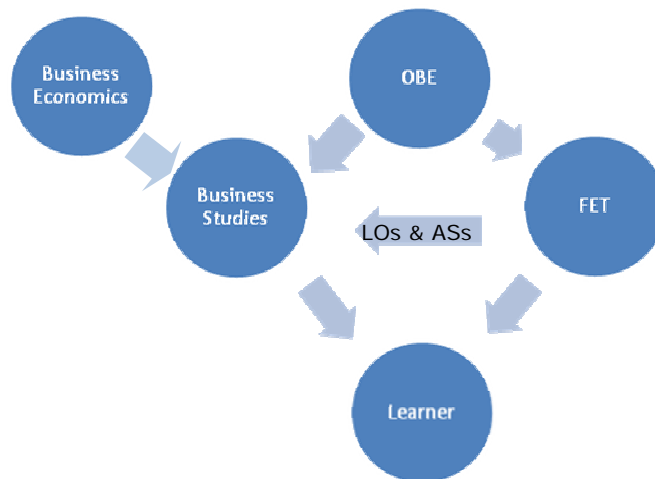 Business
Economics
OBE
Business
Studies
FET
LOs & ASs
Learner